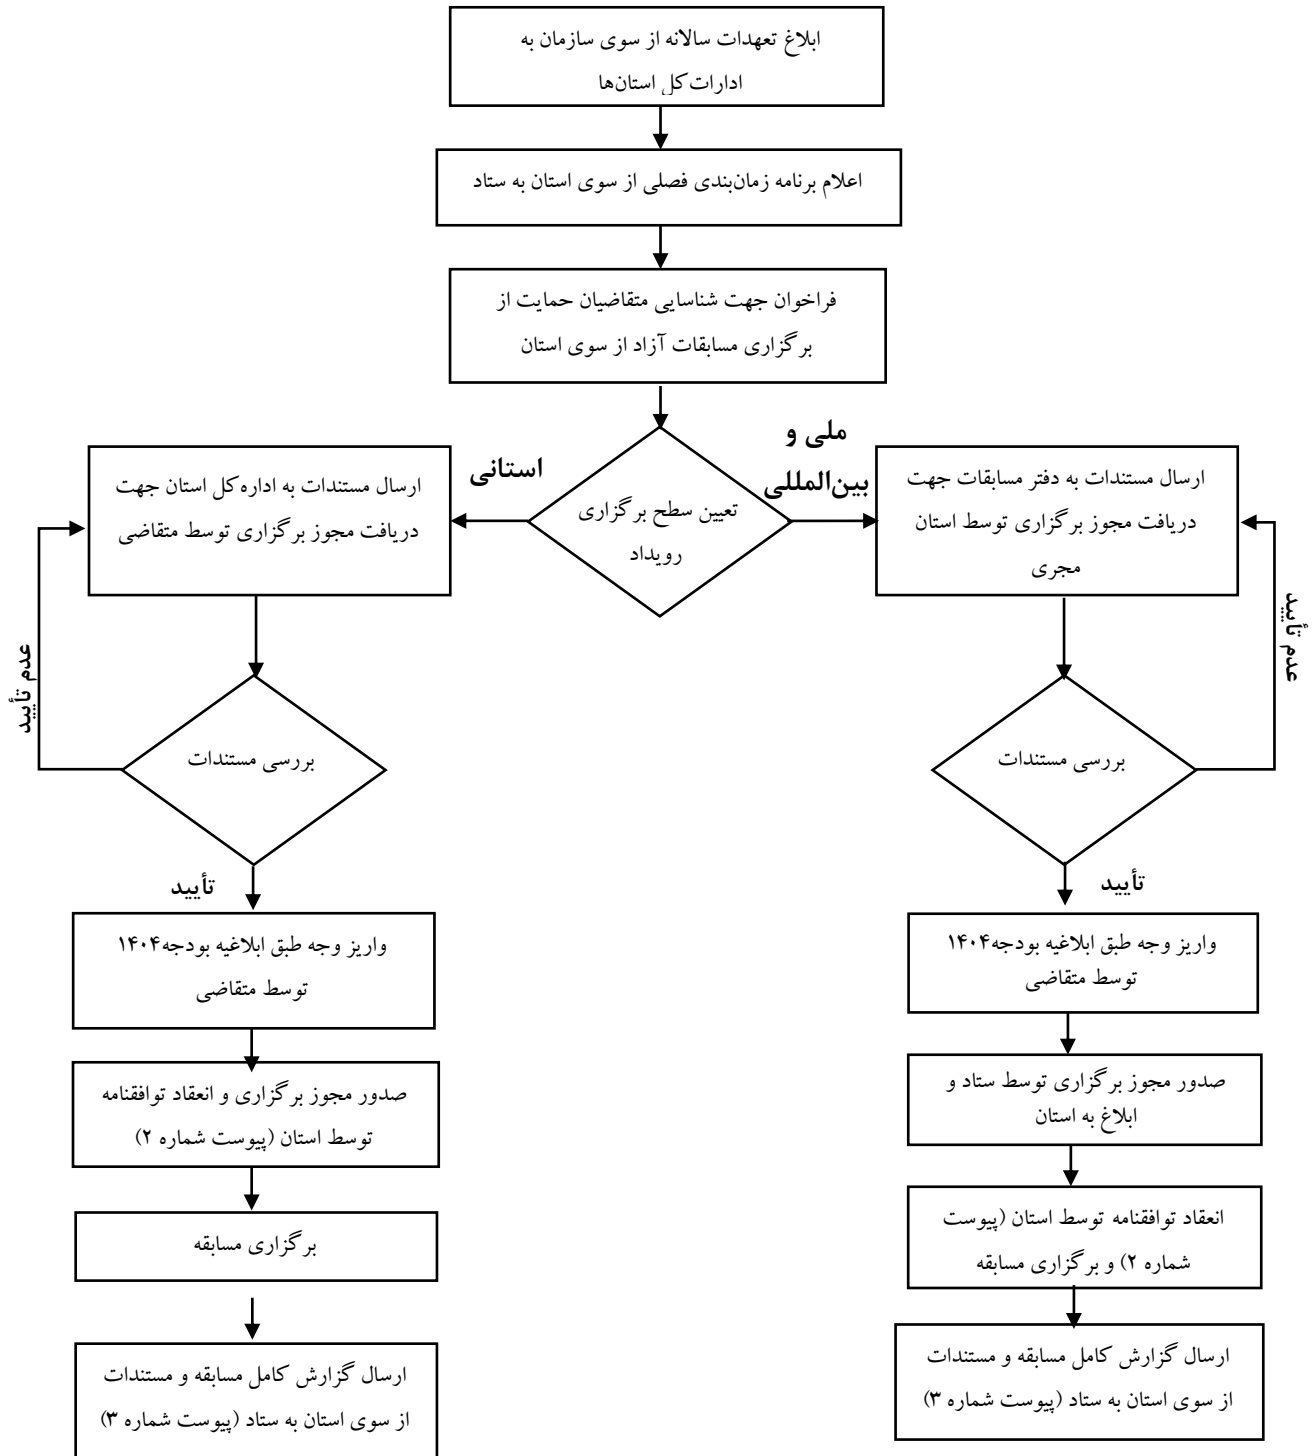 ابلاغ تعهدات سالانه از سوی سازمان به
ادارات‌کل استان‌ها
اعلام برنامه زمان‌بندی فصلی از سوی استان به ستاد
فراخوان جهت شناسایی متقاضیان حمایت از
برگزاری مسابقات آزاد از سوی استان
تعیین سطح برگزاری
رویداد
ملی و
بین‌المللی
استانی
ارسال مستندات به دفتر مسابقات جهت
دریافت مجوز برگزاری توسط استان
مجری
عدم تأیید
بررسی مستندات
تأیید
واریز وجه طبق ابلاغیه بودجه۱۴۰۴
توسط متقاضی
صدور مجوز برگزاری توسط ستاد و
ابلاغ به استان
انعقاد توافقنامه توسط استان (پیوست
شماره ۲) و برگزاری مسابقه
ارسال گزارش کامل مسابقه و مستندات
از سوی استان به ستاد (پیوست شماره ۳)
ارسال مستندات به اداره‌کل استان جهت
دریافت مجوز برگزاری توسط متقاضی
عدم تأیید
بررسی مستندات
تأیید
واریز وجه طبق ابلاغیه بودجه۱۴۰۴
توسط متقاضی
صدور مجوز برگزاری و انعقاد توافقنامه
توسط استان (پیوست شماره ۲)
برگزاری مسابقه
ارسال گزارش کامل مسابقه و مستندات
از سوی استان به ستاد (پیوست شماره ۳)